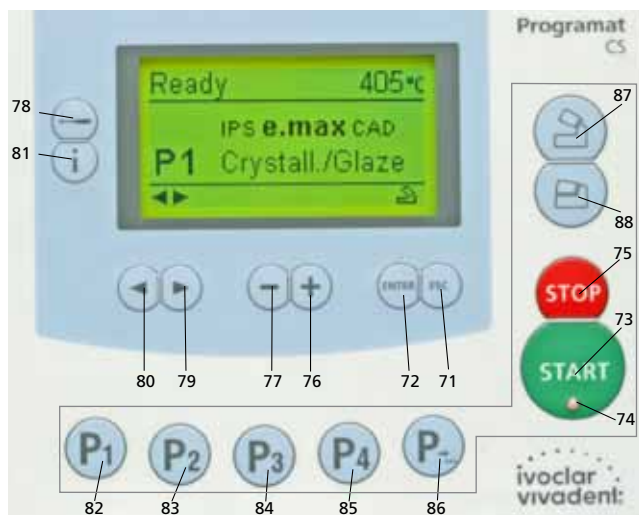 Programat
CS
Ready 405°C
IPS e.max CAD
P1 Crystall./Glaze
78
81
i
87
88
75
STOP
73
START
74
ENTER ESC
80 79 77 76 72 71
P1 P2 P3 P4 P
82 83 84 85 86
ivoclar
vivadent: